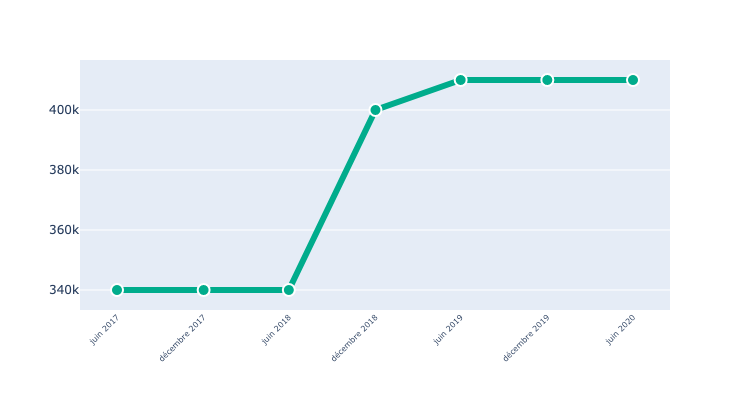 400k
380k
360k
340k
juin 2017
décembre 2017
juin 2018
décembre 2018
juin 2019
décembre 2019
juin 2020